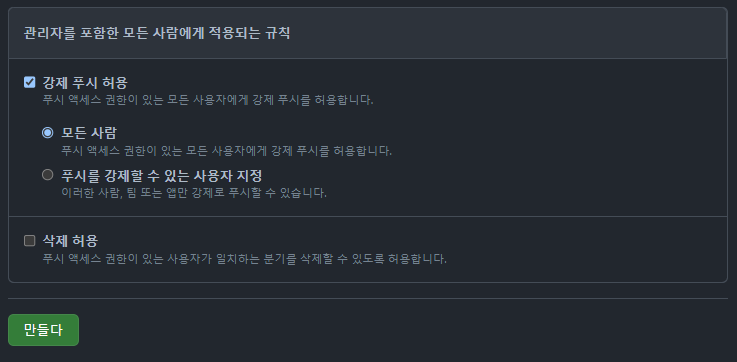 관리자를 포함한 모든 사람에게 적용되는 규칙
강제 푸시 허용
푸시 액세스 권한이 있는 모든 사용자에게 강제 푸시를 허용합니다.
모든 사람
푸시 액세스 권한이 있는 모든 사용자에게 강제 푸시를 허용합니다.
푸시를 강제할 수 있는 사용자 지정
이러한 사람, 팀 또는 앱만 강제로 푸시할 수 있습니다.
삭제 허용
푸시 액세스 권한이 있는 사용자가 일치하는 분기를 삭제할 수 있도록 허용합니다.
만들다